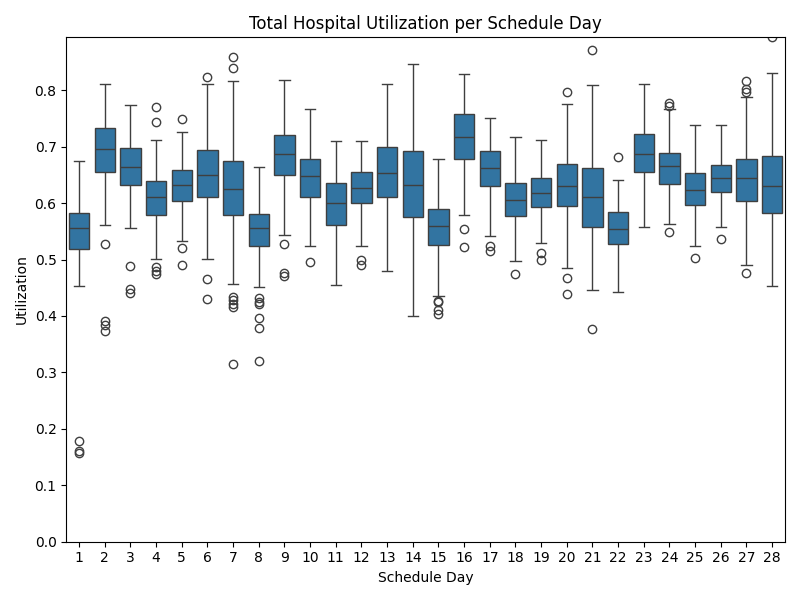 Total Hospital Utilization per Schedule Day
Utilization
0.8
0.7
0.6
0.5
0.4
0.3
0.2
0.1
0.0
1 2 3 4 5 6 7 8 9 10 11 12 13 14 15 16 17 18 19 20 21 22 23 24 25 26 27 28
Schedule Day